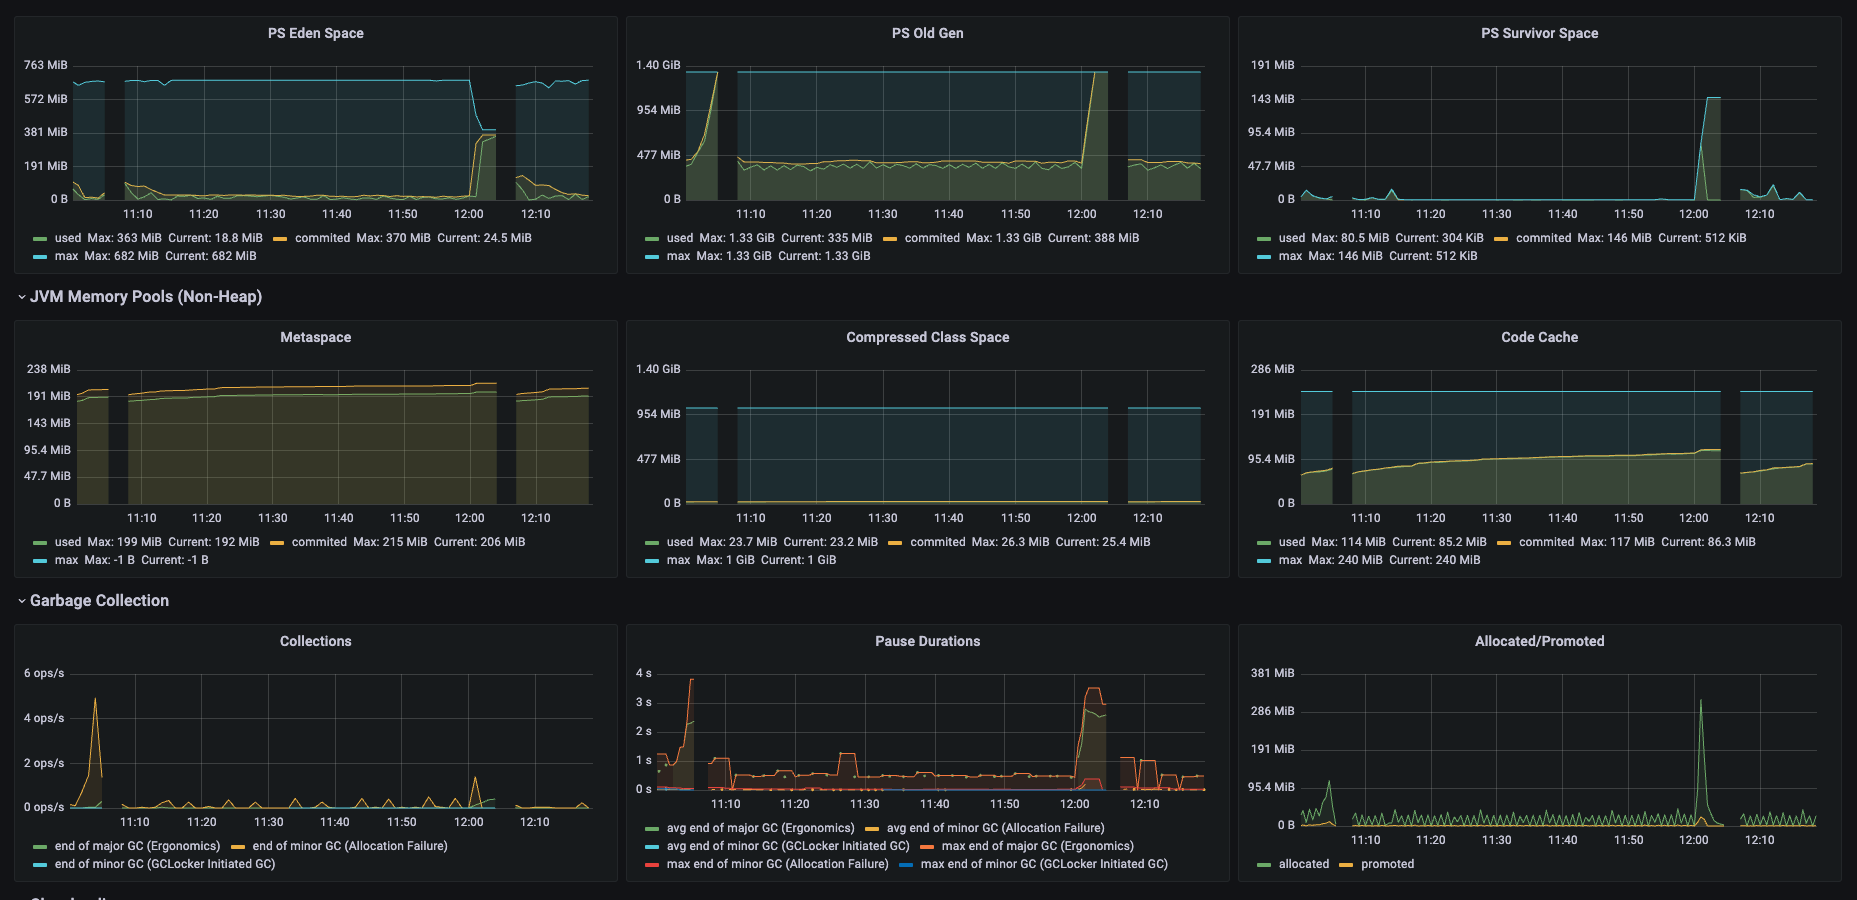 PS Eden Space
763 MiB
572 MiB
381 MiB
191 MiB
0 B
11:10 11:20 11:30 11:40 11:50 12:00 12:10
used Max: 363 MiB Current: 18.8 MiB commited Max: 370 MiB Current: 24.5 MiB
max Max: 682 MiB Current: 682 MiB
PS Old Gen
1.40 GiB
954 MiB
477 MiB
0 B
11:10 11:20 11:30 11:40 11:50 12:00 12:10
used Max: 1.33 GiB Current: 335 MiB commited Max: 1.33 GiB Current: 388 MiB
max Max: 1.33 GiB Current: 1.33 GiB
PS Survivor Space
191 MiB
143 MiB
95.4 MiB
47.7 MiB
0 B
11:10 11:20 11:30 11:40 11:50 12:00 12:10
used Max: 80.5 MiB Current: 304 KiB commited Max: 146 MiB Current: 512 KiB
max Max: 146 MiB Current: 512 KiB
JVM Memory Pools (Non-Heap)
Metaspace
238 MiB
191 MiB
143 MiB
95.4 MiB
47.7 MiB
0 B
11:10 11:20 11:30 11:40 11:50 12:00 12:10
used Max: 199 MiB Current: 192 MiB commited Max: 215 MiB Current: 206 MiB
max Max: -1 B Current: -1 B
Compressed Class Space
1.40 GiB
954 MiB
477 MiB
0 B
11:10 11:20 11:30 11:40 11:50 12:00 12:10
used Max: 23.7 MiB Current: 23.2 MiB commited Max: 26.3 MiB Current: 25.4 MiB
max Max: 1 GiB Current: 1 GiB
Code Cache
286 MiB
191 MiB
95.4 MiB
0 B
11:10 11:20 11:30 11:40 11:50 12:00 12:10
used Max: 114 MiB Current: 85.2 MiB commited Max: 117 MiB Current: 86.3 MiB
max Max: 240 MiB Current: 240 MiB
Garbage Collection
Collections
6 ops/s
4 ops/s
2 ops/s
0 ops/s
11:10 11:20 11:30 11:40 11:50 12:00 12:10
end of major GC (Ergonomics) end of minor GC (Allocation Failure)
end of minor GC (GCLocker Initiated GC)
Pause Durations
4 s
3 s
2 s
1 s
0 s
11:10 11:20 11:30 11:40 11:50 12:00 12:10
avg end of major GC (Ergonomics) avg end of minor GC (Allocation Failure)
avg end of minor GC (GCLocker Initiated GC) max end of major GC (Ergonomics)
max end of minor GC (Allocation Failure) max end of minor GC (GCLocker Initiated GC)
Allocated/Promoted
381 MiB
286 MiB
191 MiB
95.4 MiB
0 B
11:10 11:20 11:30 11:40 11:50 12:00 12:10
allocated promoted